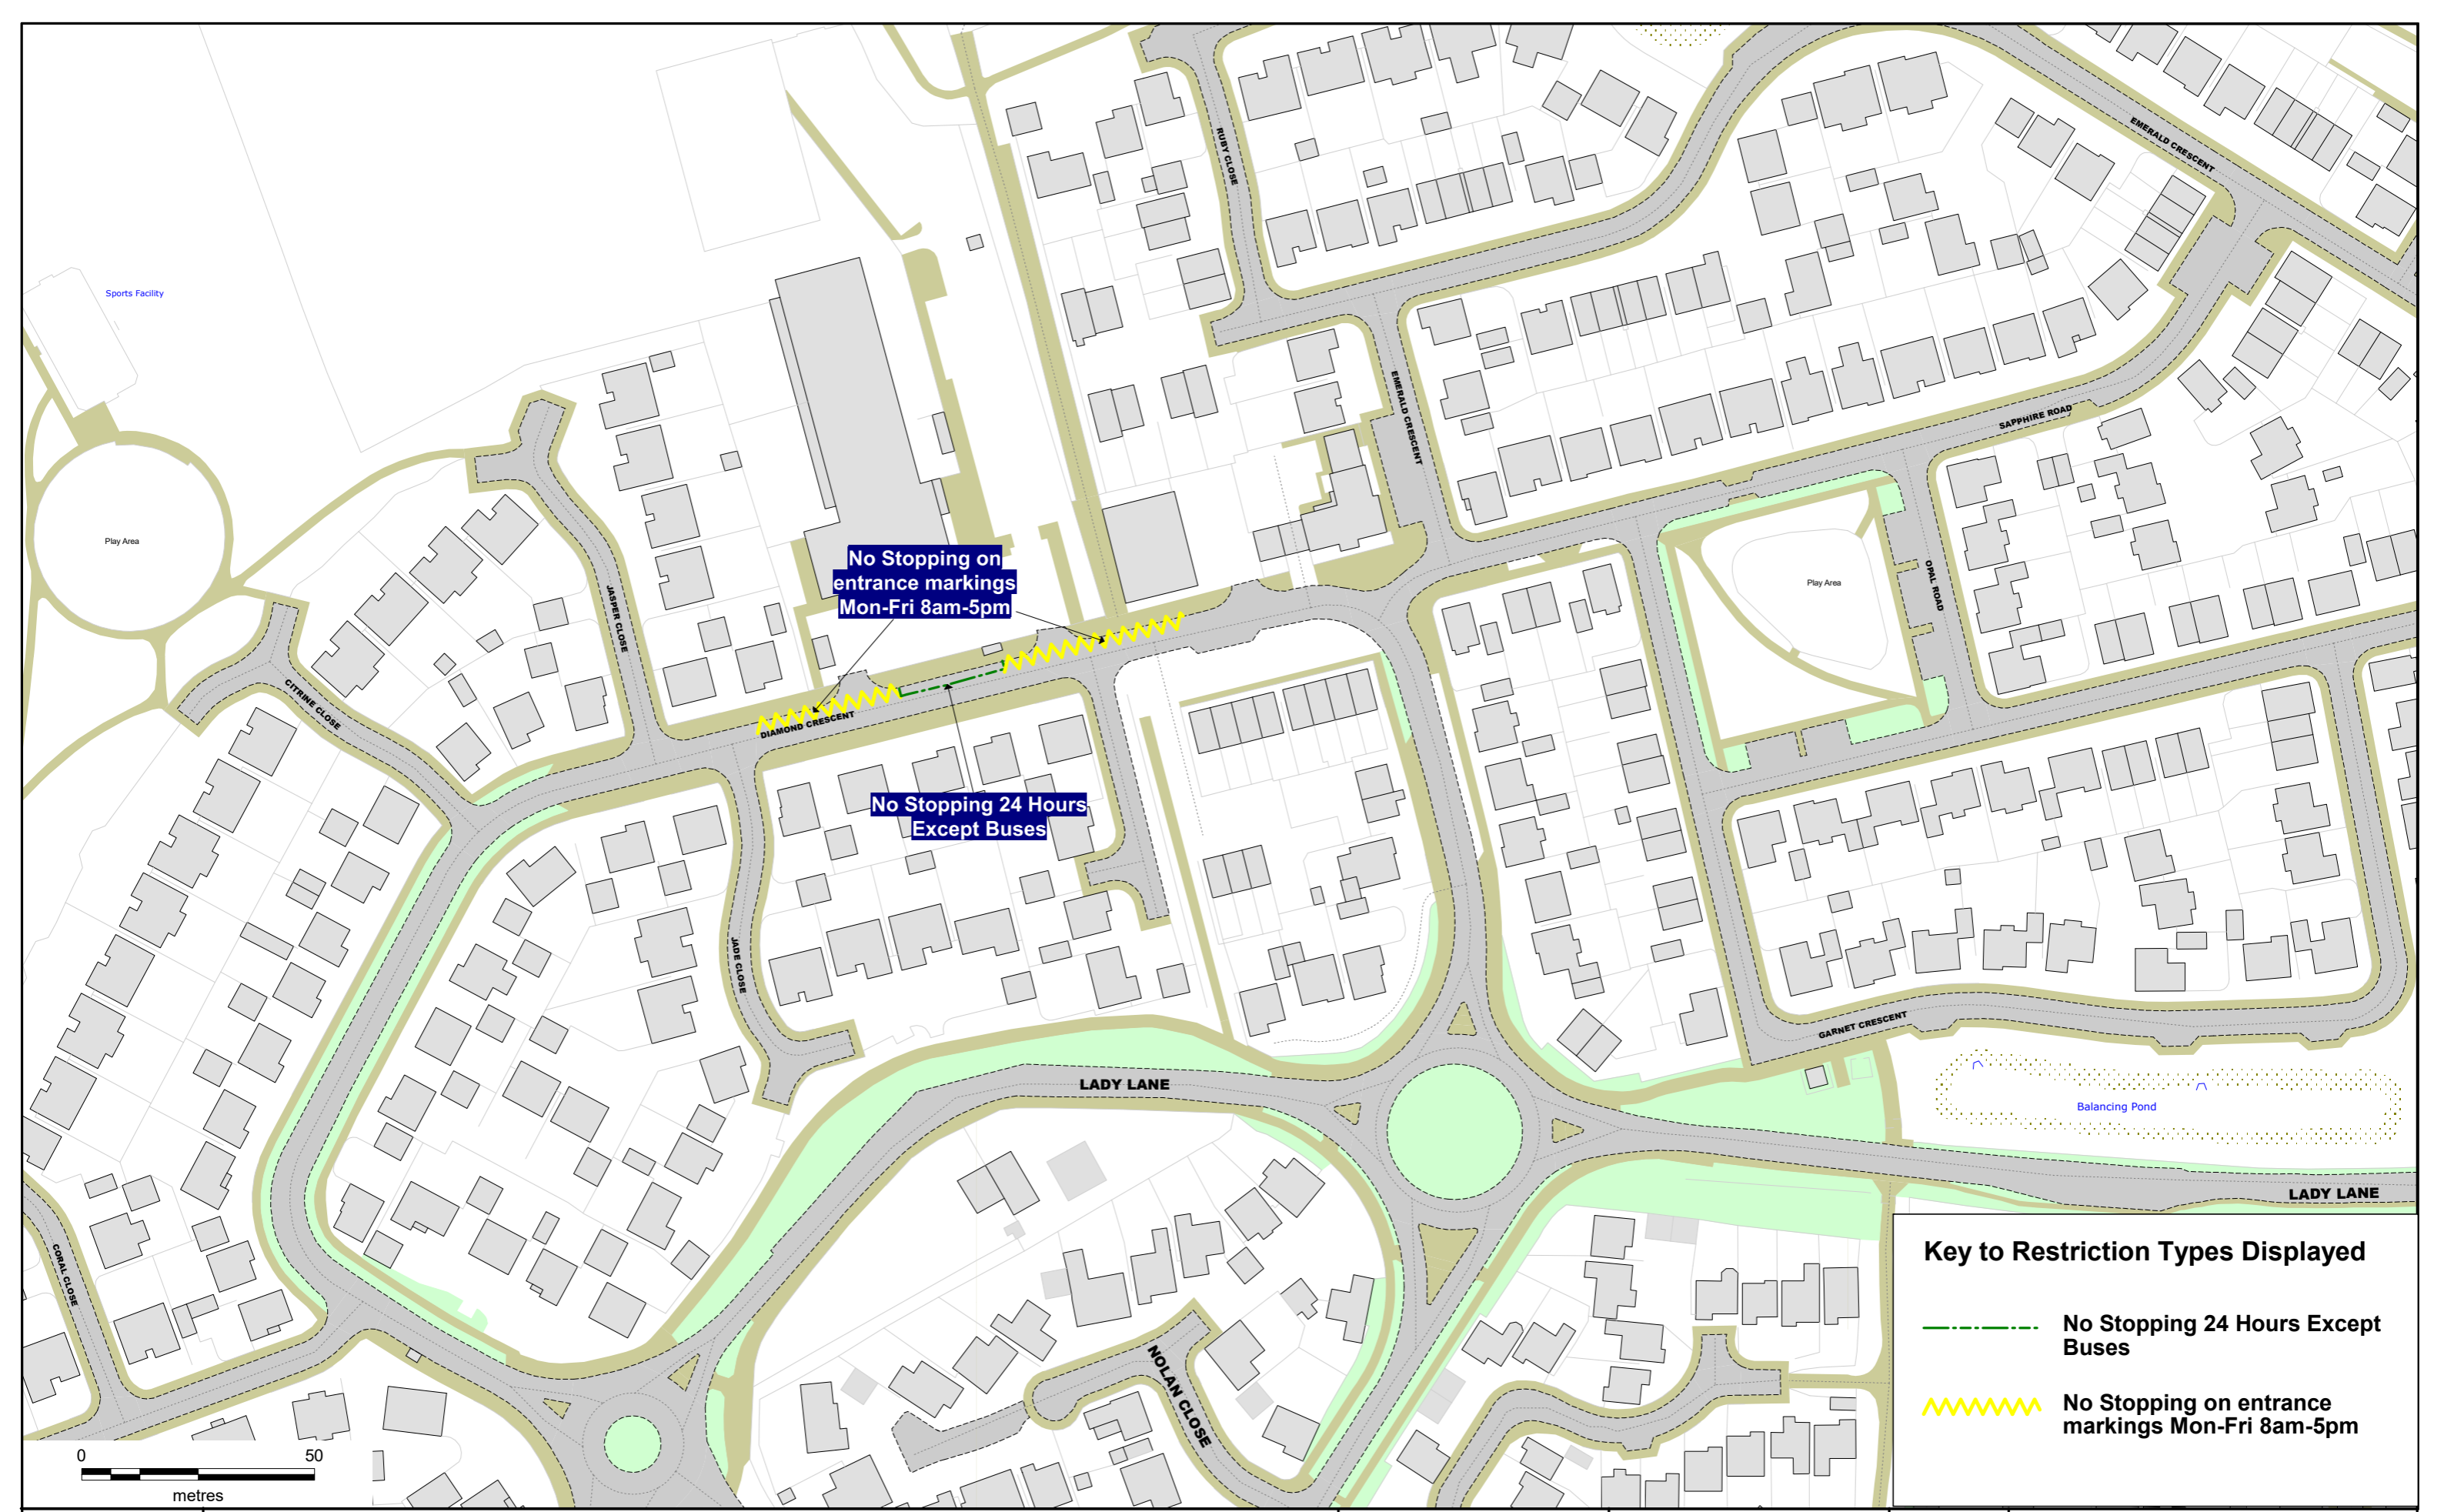 RUBY CLOSE
EMERALD CRESCENT
Sports Facility
EMERALD CRESCENT
SAPPHIRE ROAD
Play Area
No Stopping on
entrance markings
Mon-Fri 8am-5pm
JASPER CLOSE
Play Area
OPAL ROAD
CITRINE CLOSE
DIAMOND CRESCENT
No Stopping 24 Hours
Except Buses
JADE CLOSE
GARNET CRESCENT
LADY LANE
Balancing Pond
LADY LANE
CORAL CLOSE
NOLAN CLOSE
Key to Restriction Types Displayed
No Stopping 24 Hours Except
Buses
No Stopping on entrance
markings Mon-Fri 8am-5pm
0 50
metres